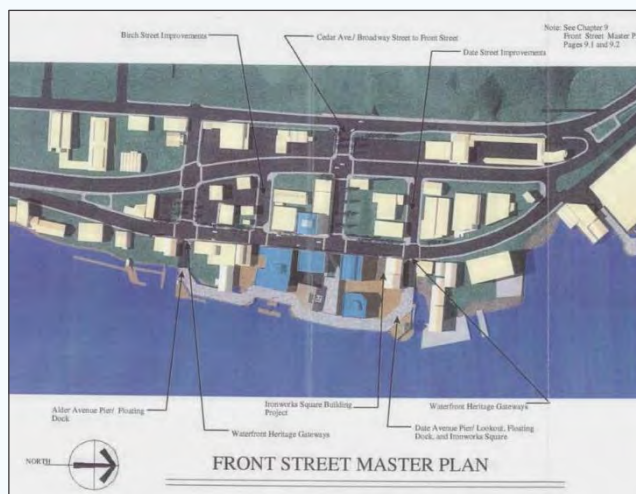 Birch Street Improvements
Cedar Ave./ Broadway Street to Front Street
Note: See Chapter 9
Front Street Master P
Pages 9.1 and 9.2
Date Street Improvements
Alder Avenue Pier/ Floating
Dock
Waterfront Heritage Gateways
Ironworks Square Building
Project
Date Avenue Pier/ Lookout, Floating
Dock, and Ironworks Square
Waterfront Heritage Gateways
NORTH
FRONT STREET MASTER PLAN